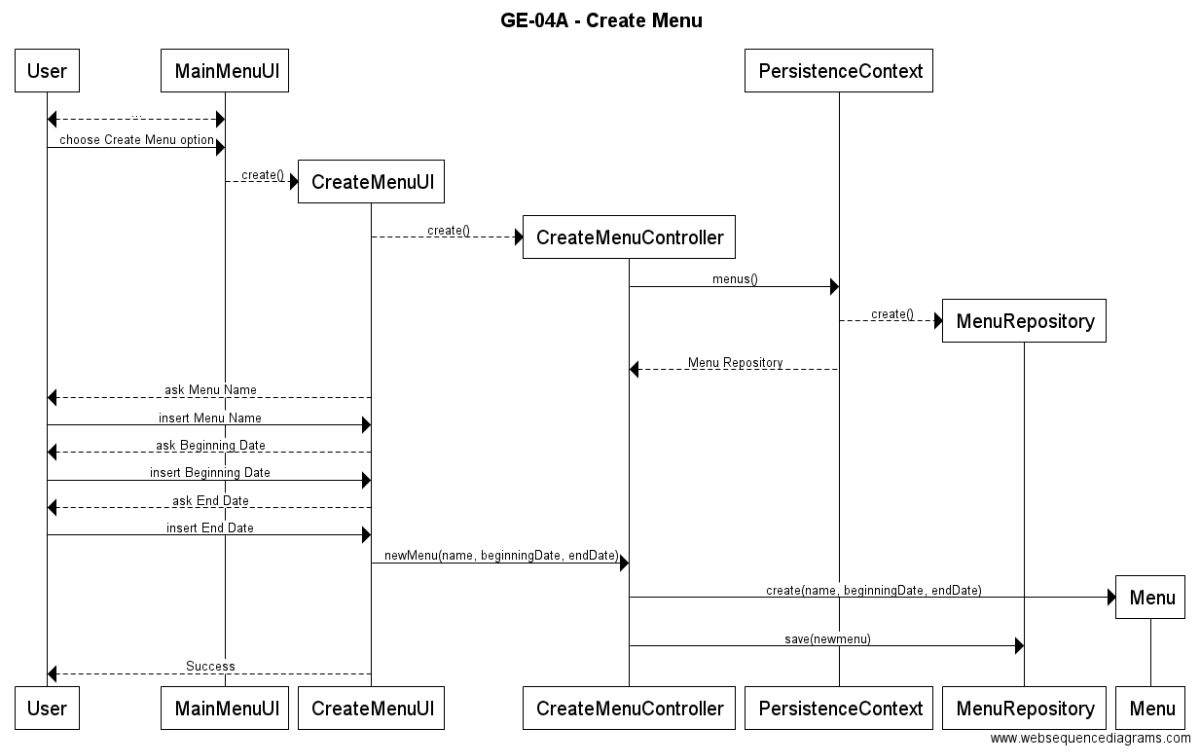 GE-04A - Create Menu
User
MainMenuUI
PersistenceContext
...
choose Create Menu option
create()
CreateMenuUI
create()
CreateMenuController
menus()
create()
MenuRepository
Menu Repository
ask Menu Name
insert Menu Name
ask Beginning Date
insert Beginning Date
ask End Date
insert End Date
newMenu(name, beginningDate, endDate)
create(name, beginningDate, endDate)
Menu
save(newmenu)
Success
User
MainMenuUI
CreateMenuUI
CreateMenuController
PersistenceContext
MenuRepository
Menu
www.websequencediagrams.com